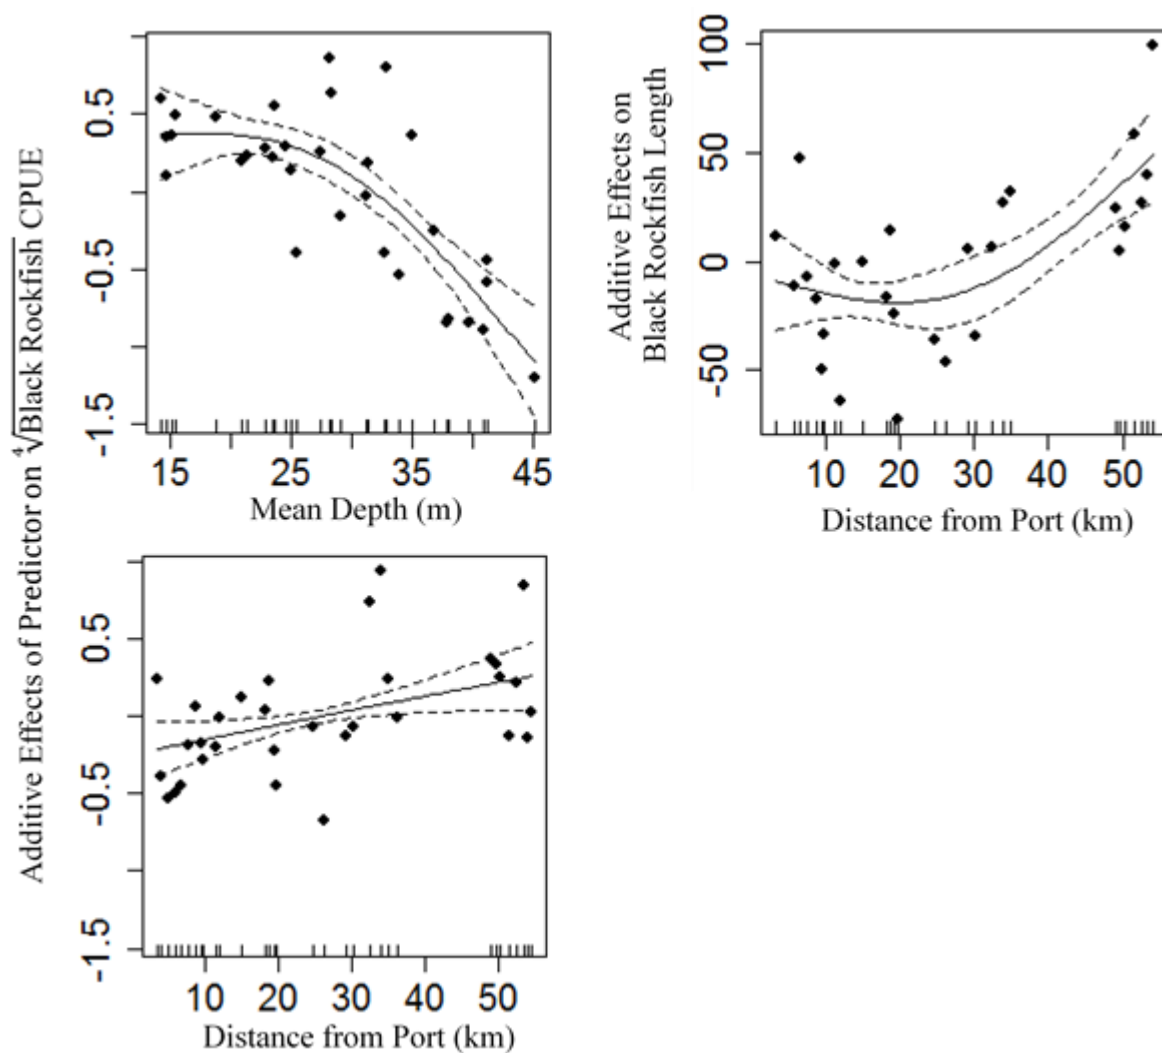 Additive Effects of Predictor on ∜Black Rockfish CPUE
0.5
-0.5
-1.5
15 25 35 45
Mean Depth (m)
Additive Effects on
Black Rockfish Length
100
50
0
-50
10 20 30 40 50
Distance from Port (km)
0.5
-0.5
-1.5
10 20 30 40 50
Distance from Port (km)